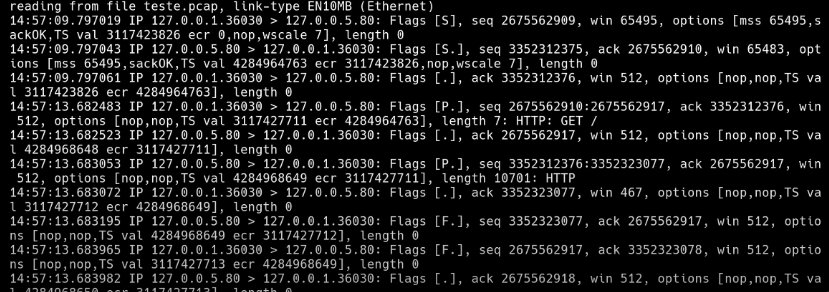 reading from file teste.pcap, link-type EN10MB (Ethernet)
14:57:09.797019 IP 127.0.0.1.36030 > 127.0.0.5.80: Flags [S], seq 2675562909, win 65495, options [mss 65495,s
ackOK,TS val 3117423826 ecr 0,nop,wscale 7], length 0
14:57:09.797043 IP 127.0.0.5.80 > 127.0.0.1.36030: Flags [S.], seq 3352312375, ack 2675562910, win 65483, opt
ions [mss 65495,sackOK,TS val 4284964763 ecr 3117423826,nop,wscale 7], length 0
14:57:09.797061 IP 127.0.0.1.36030 > 127.0.0.5.80: Flags [.], ack 3352312376, win 512, options [nop,nop,TS va
l 3117423826 ecr 4284964763], length 0
14:57:13.682483 IP 127.0.0.1.36030 > 127.0.0.5.80: Flags [P.], seq 2675562910:2675562917, ack 3352312376, win
 512, options [nop,nop,TS val 3117427711 ecr 4284964763], length 7: HTTP: GET /
14:57:13.682523 IP 127.0.0.5.80 > 127.0.0.1.36030: Flags [.], ack 2675562917, win 512, options [nop,nop,TS va
l 4284968648 ecr 3117427711], length 0
14:57:13.683053 IP 127.0.0.5.80 > 127.0.0.1.36030: Flags [P.], seq 3352312376:3352323077, ack 2675562917, win
 512, options [nop,nop,TS val 4284968649 ecr 3117427711], length 10701: HTTP
14:57:13.683072 IP 127.0.0.1.36030 > 127.0.0.5.80: Flags [.], ack 3352323077, win 467, options [nop,nop,TS va
l 3117427712 ecr 4284968649], length 0
14:57:13.683195 IP 127.0.0.5.80 > 127.0.0.1.36030: Flags [F.], seq 3352323077, ack 2675562917, win 512, optio
ns [nop,nop,TS val 4284968649 ecr 3117427712], length 0
14:57:13.683965 IP 127.0.0.1.36030 > 127.0.0.5.80: Flags [F.], seq 2675562917, ack 3352323078, win 512, optio
ns [nop,nop,TS val 3117427713 ecr 4284968649], length 0
14:57:13.683982 IP 127.0.0.5.80 > 127.0.0.1.36030: Flags [.], ack 2675562918, win 512, options [nop,nop,TS va
l 4284968650 ecr 3117427713], length 0